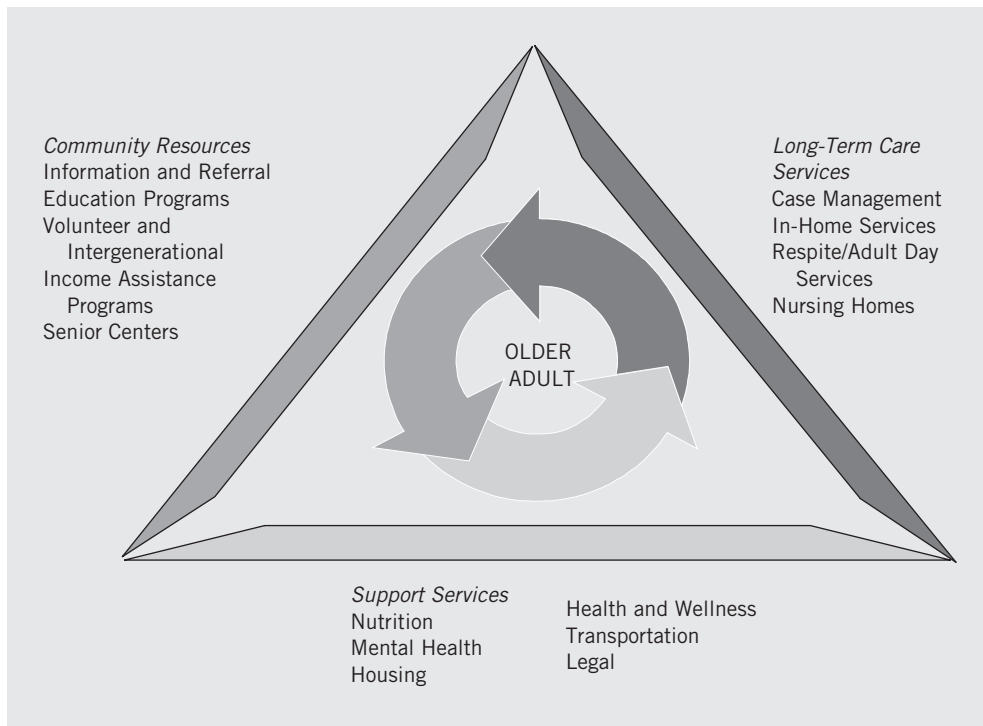 Community Resources
Information and Referral
Education Programs
Volunteer and
Intergenerational
Income Assistance
Programs
Senior Centers
Long-Term Care
Services
Case Management
In-Home Services
Respite/Adult Day
Services
Nursing Homes
OLDER
ADULT
Support Services
Nutrition
Mental Health
Housing
Health and Wellness
Transportation
Legal